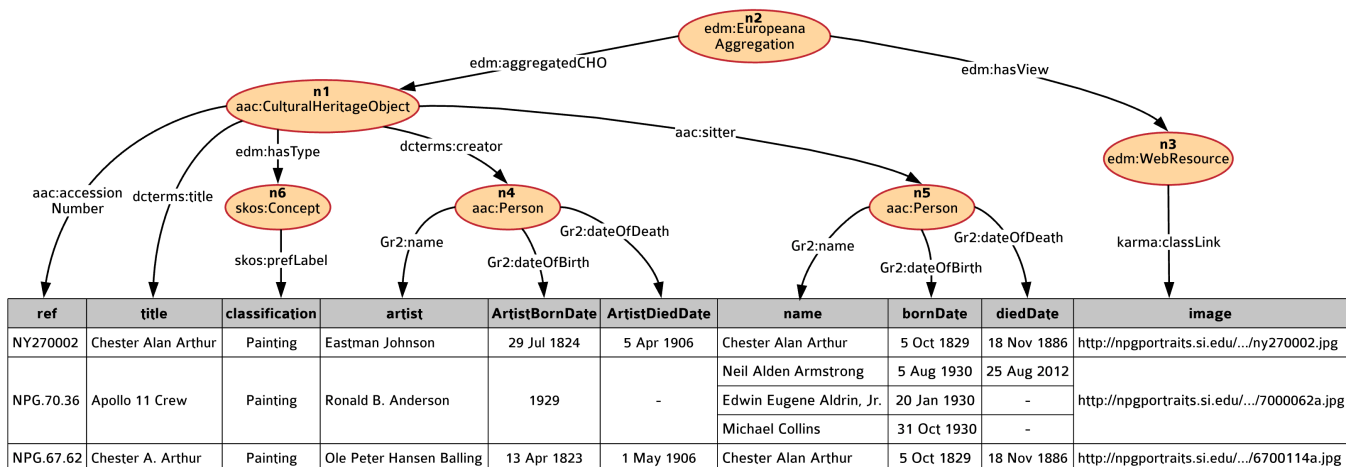 n2
edm:Europeana
Aggregation
edm:aggregatedCHO
edm:hasView
n1
aac:CulturalHeritageObject
aac:sitter
n3
edm:WebResource
edm:hasType
dcterms:creator
aac:accession
Number
dcterms:title
n6
skos:Concept
n4
aac:Person
n5
aac:Person
Gr2:name
Gr2:dateOfBirth
Gr2:dateOfDeath
Gr2:name
Gr2:dateOfBirth
Gr2:dateOfDeath
karma:classLink
skos:prefLabel
ref title classification artist ArtistBornDate ArtistDiedDate name bornDate diedDate image
NY270002 Chester Alan Arthur Painting Eastman Johnson 29 Jul 1824 5 Apr 1906 Chester Alan Arthur 5 Oct 1829 18 Nov 1886 http://npgportraits.si.edu/.../ny270002.jpg
Neil Alden Armstrong 5 Aug 1930 25 Aug 2012
NPG.70.36 Apollo 11 Crew Painting Ronald B. Anderson 1929 - Edwin Eugene Aldrin, Jr. 20 Jan 1930 - http://npgportraits.si.edu/.../7000062a.jpg
Michael Collins 31 Oct 1930 -
NPG.67.62 Chester A. Arthur Painting Ole Peter Hansen Balling 13 Apr 1823 1 May 1906 Chester Alan Arthur 5 Oct 1829 18 Nov 1886 http://npgportraits.si.edu/.../6700114a.jpg